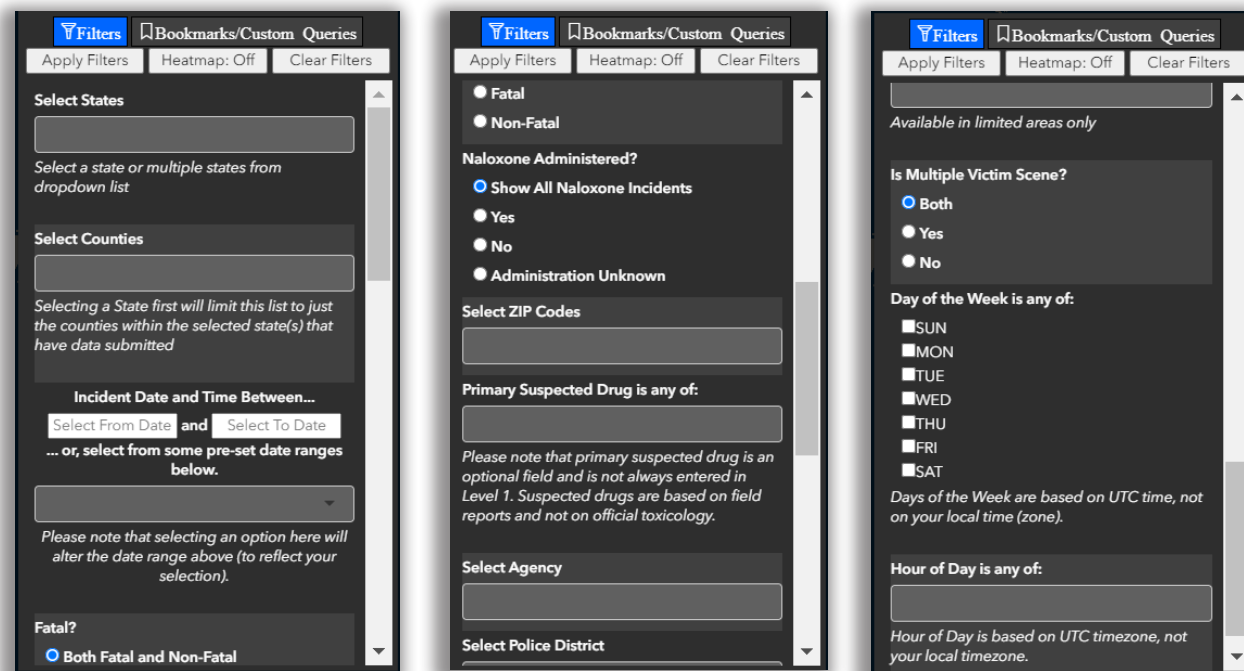 Filters
Bookmarks/Custom Queries
Apply Filters
Heatmap: Off
Clear Filters
Select States
Select a state or multiple states from
dropdown list
Select Counties
Selecting a State first will limit this list to just
the counties within the selected state(s) that
have data submitted
Incident Date and Time Between...
Select From Date and Select To Date
... or, select from some pre-set date ranges
below.
Please note that selecting an option here will
alter the date range above (to reflect your
selection).
Fatal?
Both Fatal and Non-Fatal
Filters
Bookmarks/Custom Queries
Apply Filters
Heatmap: Off
Clear Filters
Fatal
Non-Fatal
Naloxone Administered?
Show All Naloxone Incidents
Yes
No
Administration Unknown
Select ZIP Codes
Primary Suspected Drug is any of:
Please note that primary suspected drug is an
optional field and is not always entered in
Level 1. Suspected drugs are based on field
reports and not on official toxicology.
Select Agency
Select Police District
Filters
Bookmarks/Custom Queries
Apply Filters
Heatmap: Off
Clear Filters
Available in limited areas only
Is Multiple Victim Scene?
Both
Yes
No
Day of the Week is any of:
SUN
MON
TUE
WED
THU
FRI
SAT
Days of the Week are based on UTC time, not
on your local time (zone).
Hour of Day is any of:
Hour of Day is based on UTC timezone, not
your local timezone.